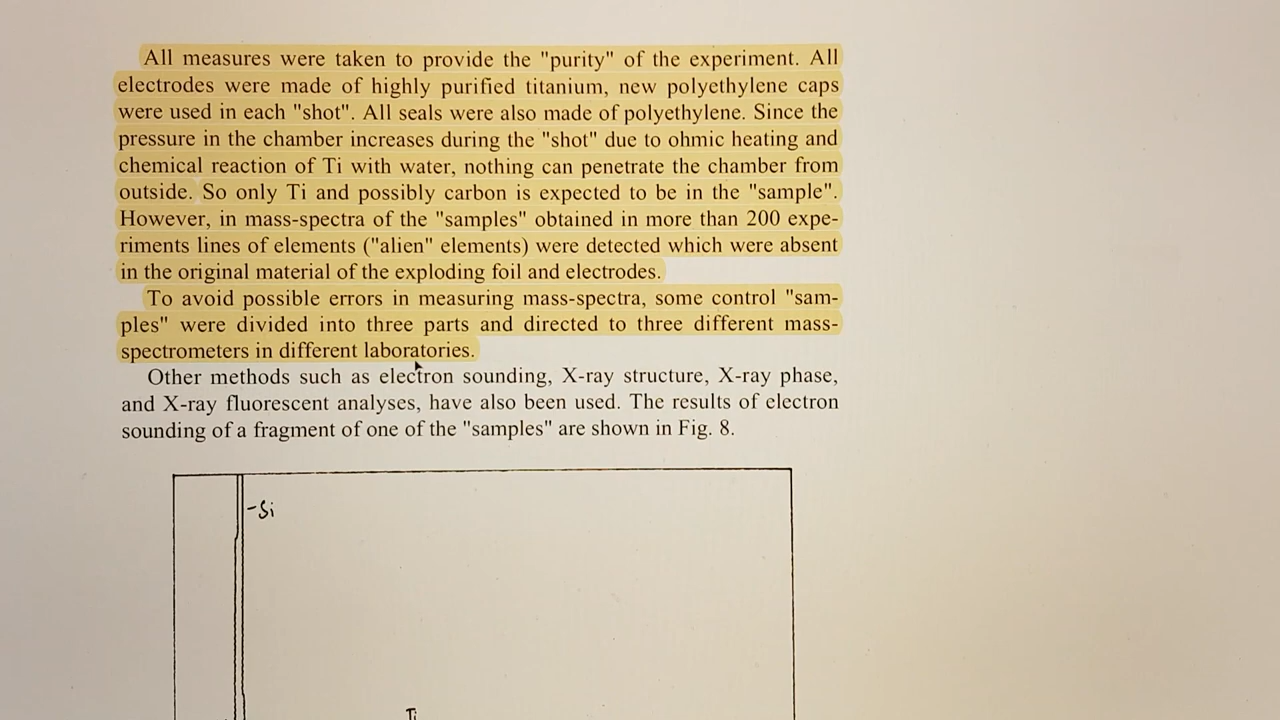 All measures were taken to provide the "purity" of the experiment. All
electrodes were made of highly purified titanium, new polyethylene caps
were used in each "shot". All seals were also made of polyethylene. Since the
pressure in the chamber increases during the "shot" due to ohmic heating and
chemical reaction of Ti with water, nothing can penetrate the chamber from
outside. So only Ti and possibly carbon is expected to be in the "sample".
However, in mass-spectra of the "samples" obtained in more than 200 expe-
riments lines of elements ("alien" elements) were detected which were absent
in the original material of the exploding foil and electrodes.
To avoid possible errors in measuring mass-spectra, some control "sam-
ples" were divided into three parts and directed to three different mass-
spectrometers in different laboratories.
Other methods such as electron sounding, X-ray structure, X-ray phase,
and X-ray fluorescent analyses, have also been used. The results of electron
sounding of a fragment of one of the "samples" are shown in Fig. 8.
-Si
Ti